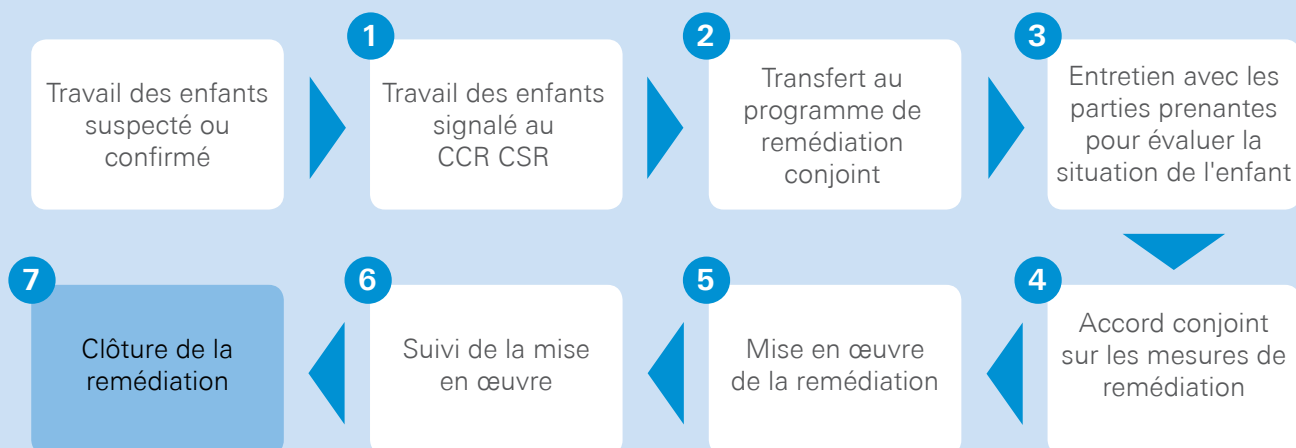 Travail des enfants
suspecté ou
confirmé
1
Travail des enfants
signalé au
CCR CSR
2
Transfert au
programme de
remédiation
conjoint
3
Entretien avec les
parties prenantes
pour évaluer la
situation de l'enfant
4
Accord conjoint
sur les mesures de
remédiation
5
Mise en œuvre
de la remédiation
6
Suivi de la mise
en œuvre
7
Clôture de la
remédiation